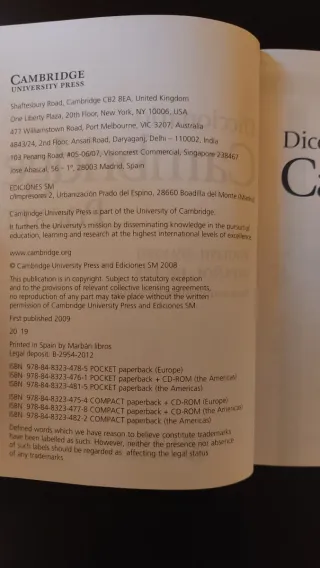 CAMBRIDGE
UNIVERSITY PRESS
Shaftesbury Road, Cambridge CB2 8EA, United Kingdom
One Liberty Plaza, 20th Floor, New York, NY 10006, USA
477 Williamstown Road, Port Melbourne, VIC 3207, Australia
4843/24, 2nd Floor, Ansari Road, Daryaganj, Delhi – 110002, India
103 Penang Road, #05-06/07, Visioncrest Commercial, Singapore 238467
José Abascal, 56 – 1º, 28003 Madrid, Spain
EDICIONES SM
c/Impresores 2, Urbanización Prado del Espino, 28660 Boadilla del Monte (Madrid)
Cambridge University Press is part of the University of Cambridge.
It furthers the University's mission by disseminating knowledge in the pursuit of
education, learning and research at the highest international levels of excellence.
www.cambridge.org
© Cambridge University Press and Ediciones SM 2008
This publication is in copyright. Subject to statutory exception
and to the provisions of relevant collective licensing agreements,
no reproduction of any part may take place without the written
permission of Cambridge University Press and Ediciones SM.
First published 2009
20 19
Printed in Spain by Marbán libros
Legal deposit: B-2954-2012
ISBN 978-84-8323-478-5 POCKET paperback (Europe)
ISBN 978-84-8323-476-1 POCKET paperback + CD-ROM (the Americas)
ISBN 978-84-8323-481-5 POCKET paperback (the Americas)
ISBN 978-84-8323-475-4 COMPACT paperback + CD-ROM (Europe)
ISBN 978-84-8323-477-8 COMPACT paperback + CD-ROM (the Americas)
ISBN 978-84-8323-482-2 COMPACT paperback (the Americas)
Defined words which we have reason to believe constitute trademarks
have been labelled as such. However, neither the presence nor absence
of such labels should be regarded as affecting the legal status
of any trademarks.
Dicc
Ca